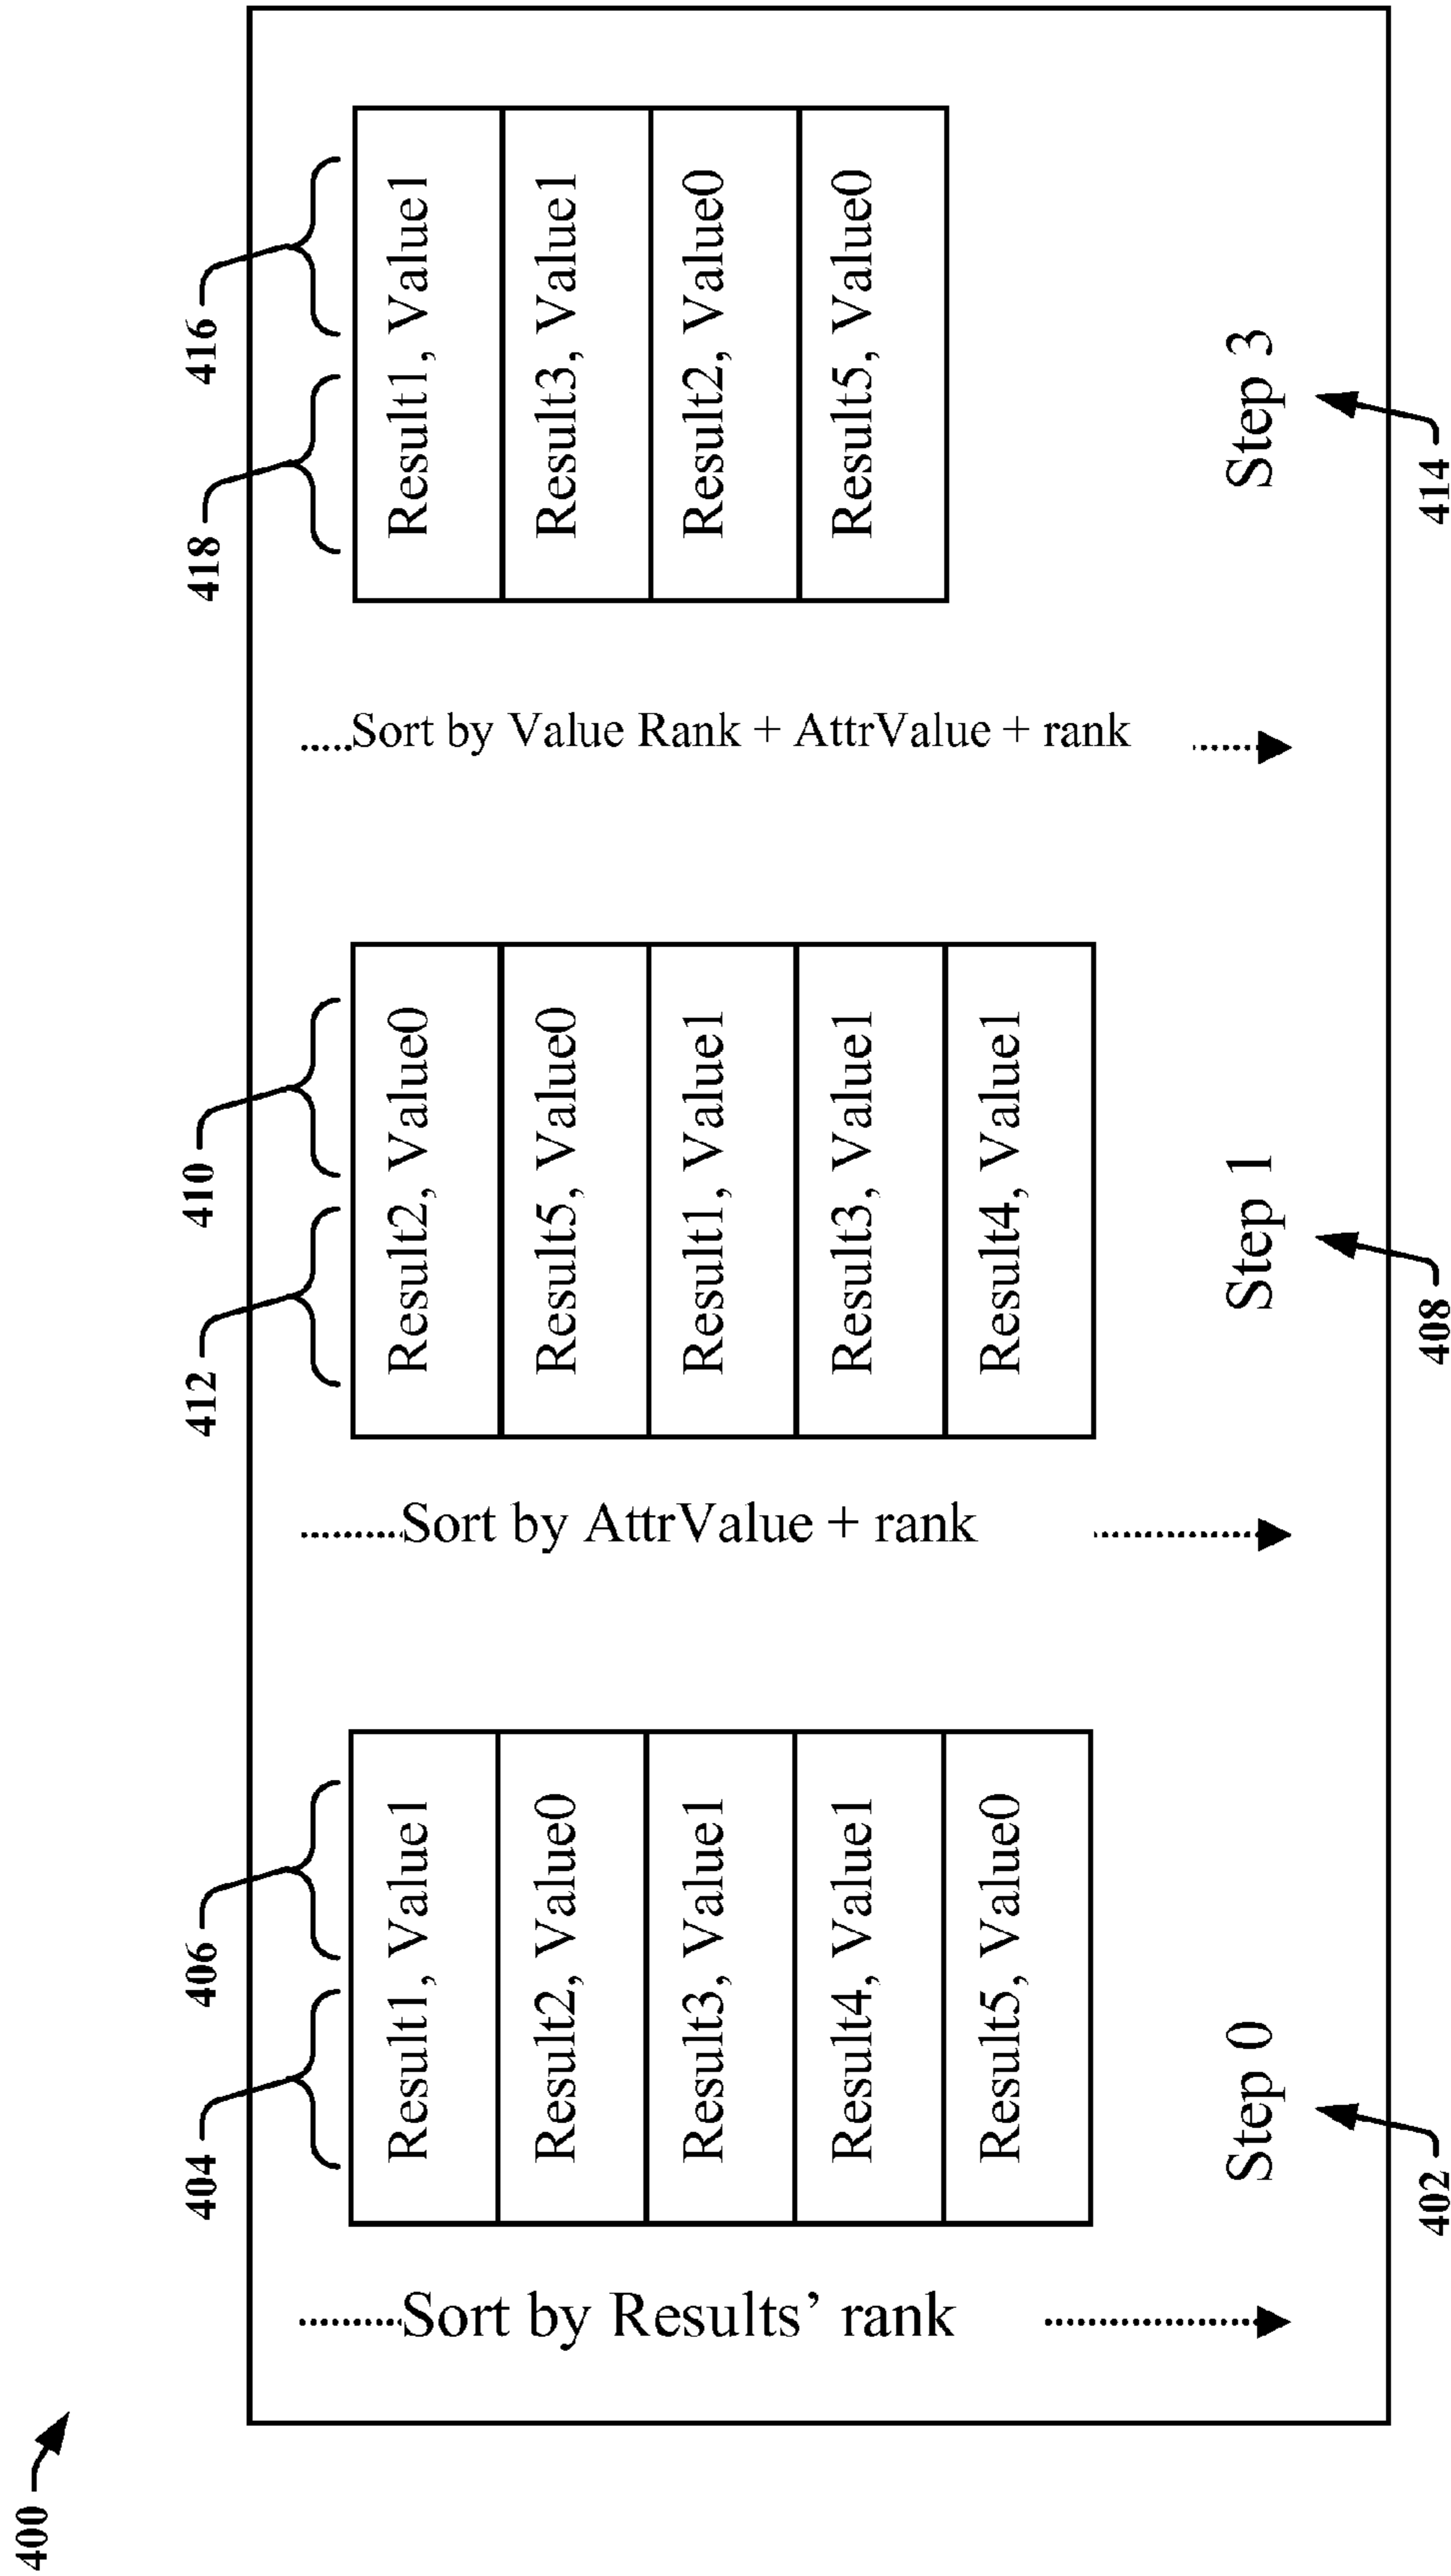 400
404
406
412
410
418
416
Sort by Results’ rank
Result1, Value1
Result2, Value0
Result3, Value1
Result4, Value1
Result5, Value0
Step 0
402
Sort by AttrValue + rank
Result2, Value0
Result5, Value0
Result1, Value1
Result3, Value1
Result4, Value1
Step 1
408
Sort by Value Rank + AttrValue + rank
Result1, Value1
Result3, Value1
Result2, Value0
Result5, Value0
Step 3
414